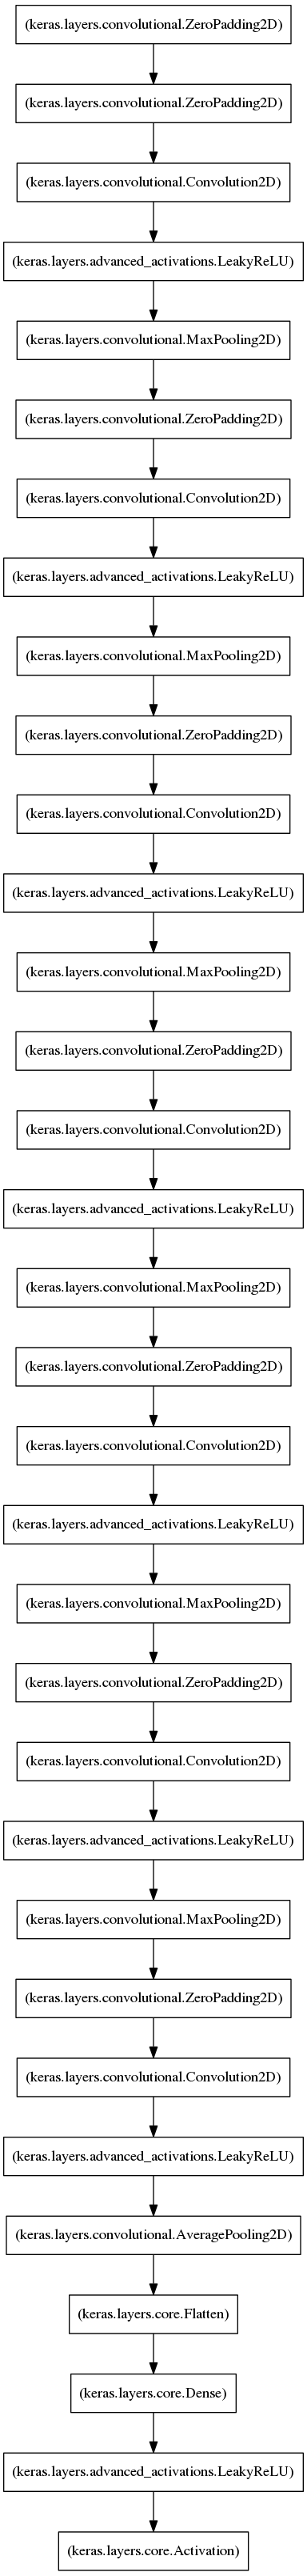 (keras.layers.convolutional.ZeroPadding2D)
(keras.layers.convolutional.ZeroPadding2D)
(keras.layers.convolutional.Convolution2D)
(keras.layers.advanced_activations.LeakyReLU)
(keras.layers.convolutional.MaxPooling2D)
(keras.layers.convolutional.ZeroPadding2D)
(keras.layers.convolutional.Convolution2D)
(keras.layers.advanced_activations.LeakyReLU)
(keras.layers.convolutional.MaxPooling2D)
(keras.layers.convolutional.ZeroPadding2D)
(keras.layers.convolutional.Convolution2D)
(keras.layers.advanced_activations.LeakyReLU)
(keras.layers.convolutional.MaxPooling2D)
(keras.layers.convolutional.ZeroPadding2D)
(keras.layers.convolutional.Convolution2D)
(keras.layers.advanced_activations.LeakyReLU)
(keras.layers.convolutional.MaxPooling2D)
(keras.layers.convolutional.ZeroPadding2D)
(keras.layers.convolutional.Convolution2D)
(keras.layers.advanced_activations.LeakyReLU)
(keras.layers.convolutional.MaxPooling2D)
(keras.layers.convolutional.ZeroPadding2D)
(keras.layers.convolutional.Convolution2D)
(keras.layers.advanced_activations.LeakyReLU)
(keras.layers.convolutional.MaxPooling2D)
(keras.layers.convolutional.ZeroPadding2D)
(keras.layers.convolutional.Convolution2D)
(keras.layers.advanced_activations.LeakyReLU)
(keras.layers.convolutional.AveragePooling2D)
(keras.layers.core.Flatten)
(keras.layers.core.Dense)
(keras.layers.advanced_activations.LeakyReLU)
(keras.layers.core.Activation)